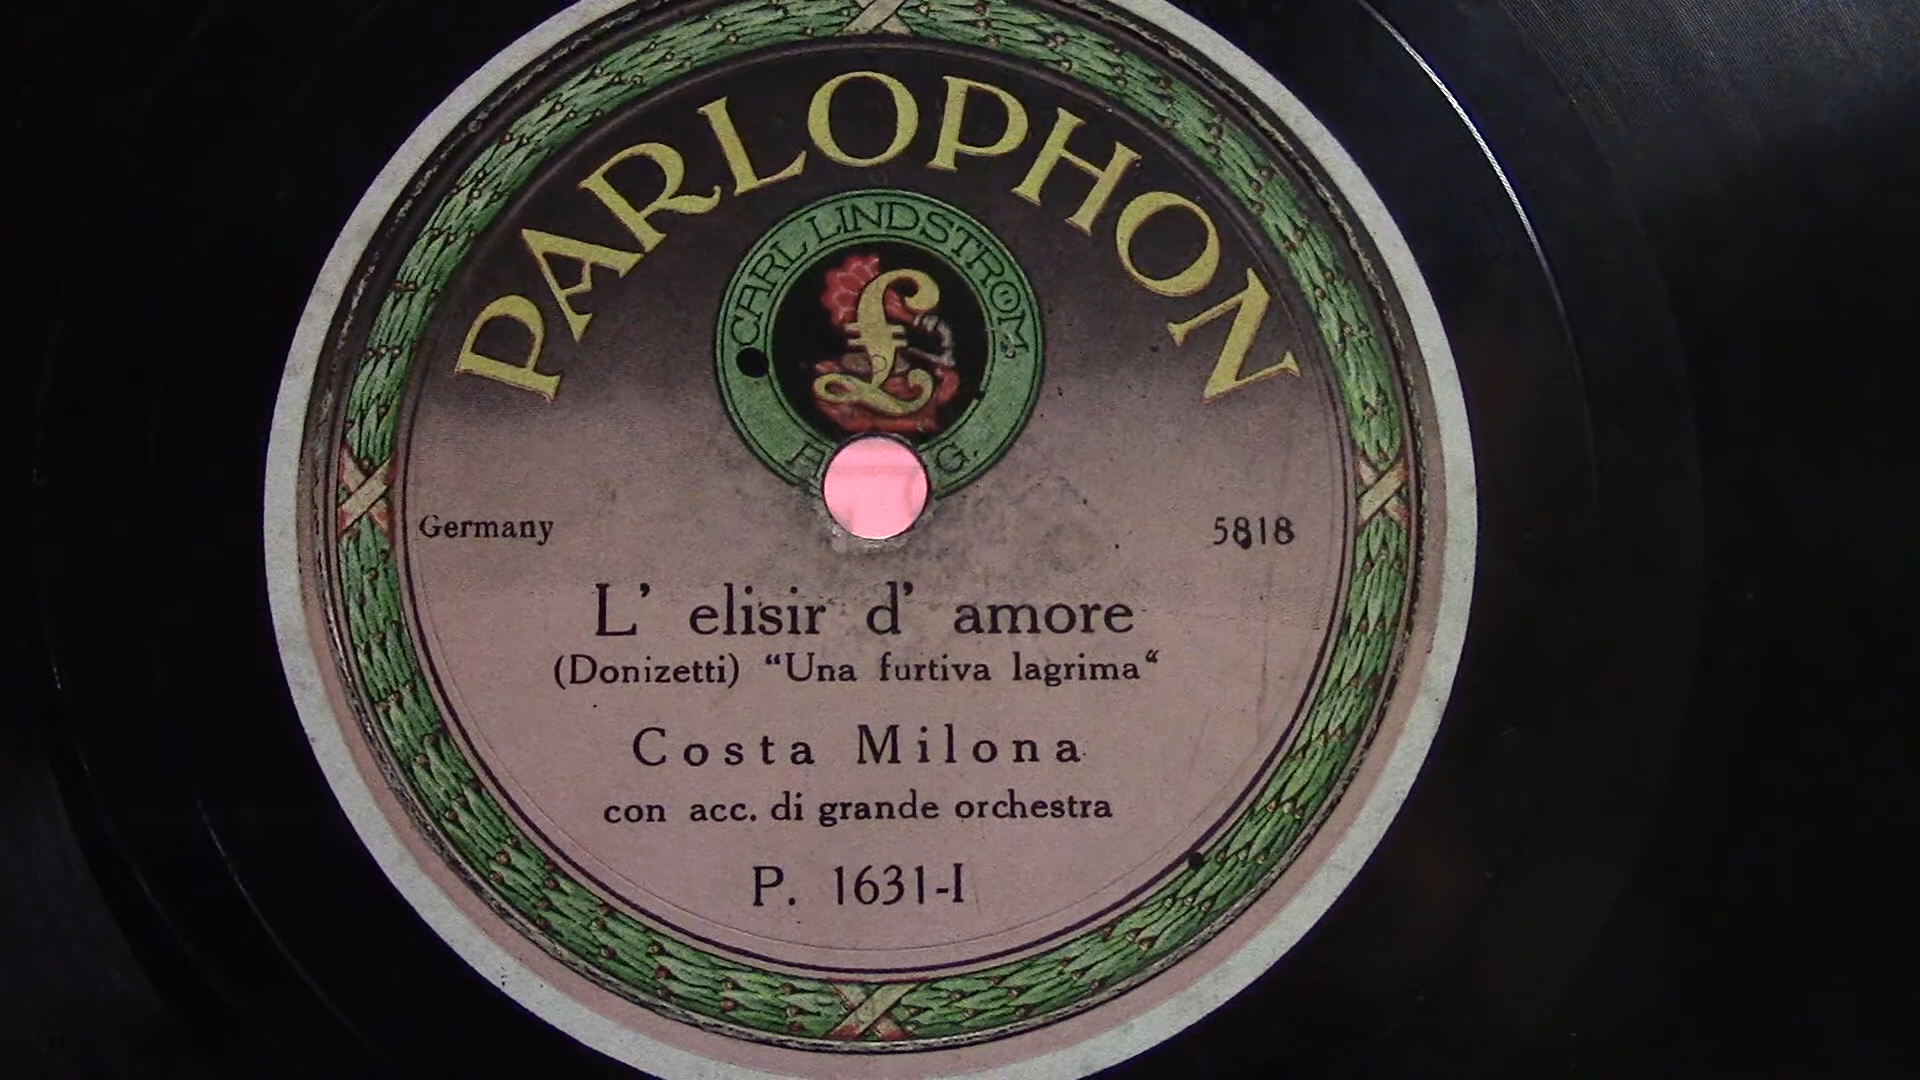 PARLOPHON
CARL LINDSTRÖM
G.
Germany
5818
L' elisir d' amore
(Donizetti) “Una furtiva lagrima“
Costa Milona
con acc. di grande orchestra
P. 1631-I